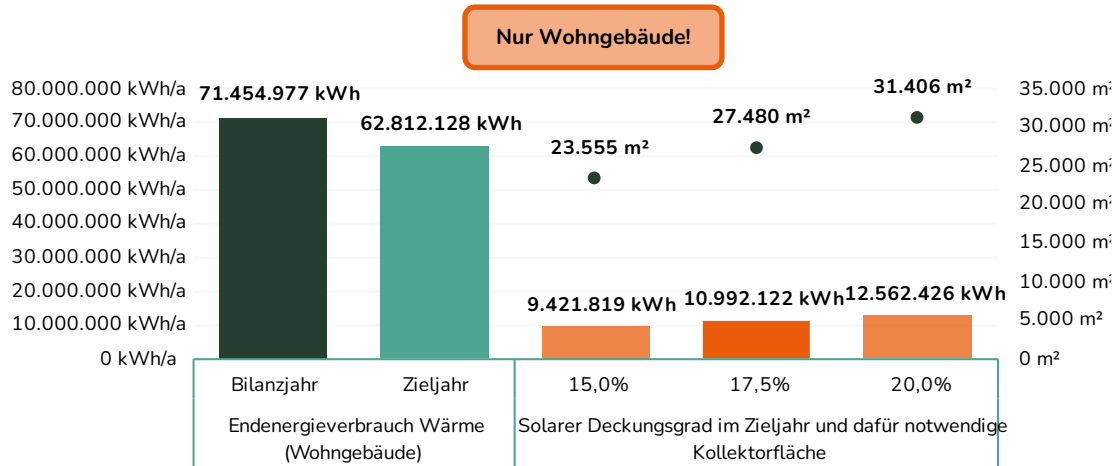 Nur Wohngebäude!
80.000.000 kWh/a
70.000.000 kWh/a
60.000.000 kWh/a
50.000.000 kWh/a
40.000.000 kWh/a
30.000.000 kWh/a
20.000.000 kWh/a
10.000.000 kWh/a
0 kWh/a
71.454.977 kWh
62.812.128 kWh
23.555 m²
27.480 m²
31.406 m²
9.421.819 kWh
10.992.122 kWh
12.562.426 kWh
35.000 m²
30.000 m²
25.000 m²
20.000 m²
15.000 m²
10.000 m²
5.000 m²
0 m²
Bilanzjahr
Zieljahr
15,0%
17,5%
20,0%
Endenergieverbrauch Wärme
(Wohngebäude)
Solarer Deckungsgrad im Zieljahr und dafür notwendige
Kollektorfläche